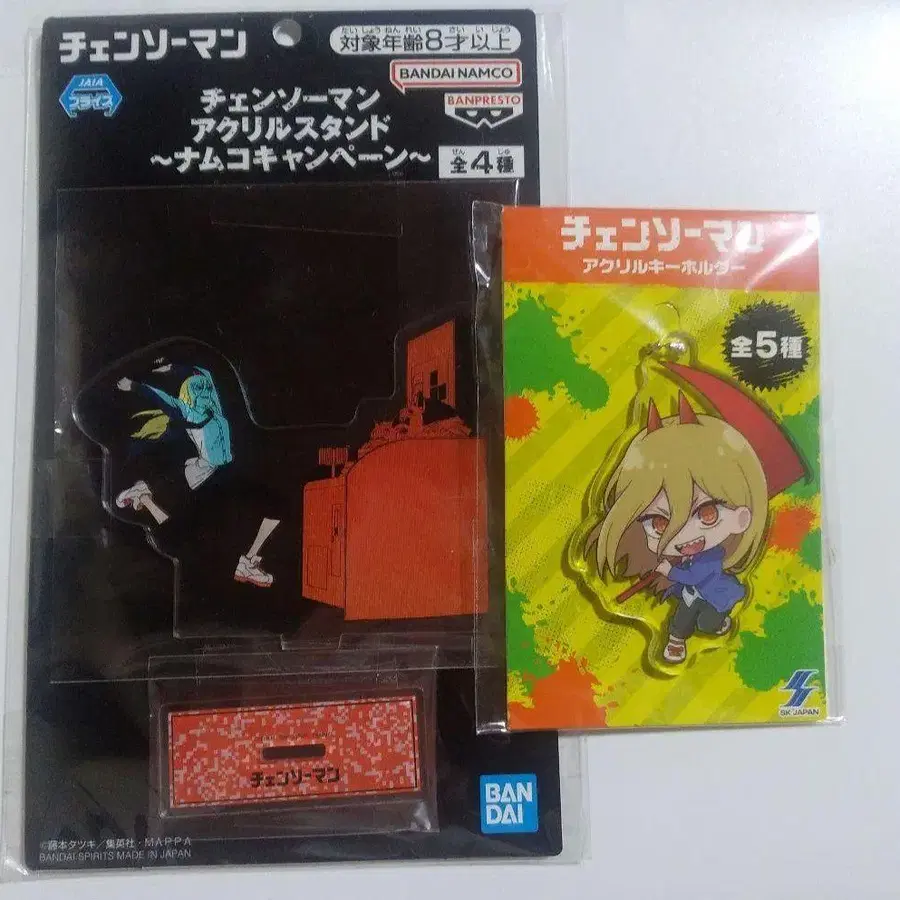 チェンソーマン
たいしょうねんれい さいいじょう
対象年齢8才以上
JAIA
プライズ
BANDAI NAMCO
BANPRESTO
チェンソーマン
アクリルスタンド
~ナムコキャンペーン~
ぜん しゅ
全4種
チェンソーマン
BAN
DAI
©藤本タツキ/集英社・MAPPA
BANDAI SPIRITS MADE IN JAPAN
チェンソーマン
アクリルキーホルダー
全5種
SK JAPAN